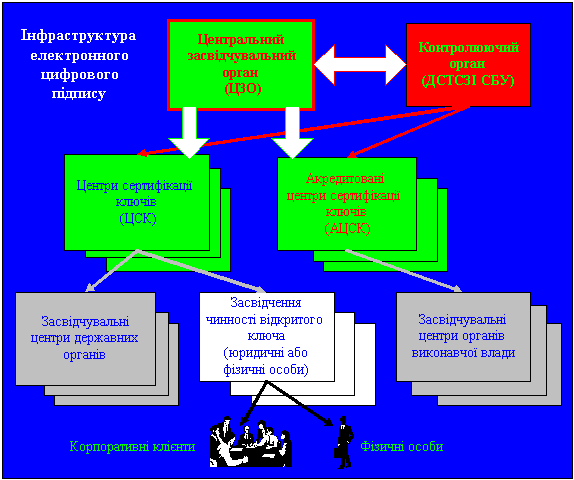 Інфраструктура
електронного
цифрового
підпису
Центральний
засвідчувальний
орган
(ЦЗО)
Контролюючий
орган
(ДСТСЗІ СБУ)
Центри сертифікації
ключів
(ЦСК)
Акредитовані
центри сертифікації
ключів
(АЦСК)
Засвідчувальні
центри державних
органів
Засвідчення
чинності відкритого
ключа
(юридичні або
фізичні особи)
Засвідчувальні
центри органів
виконавчої влади
Корпоративні клієнти
Фізичні особи